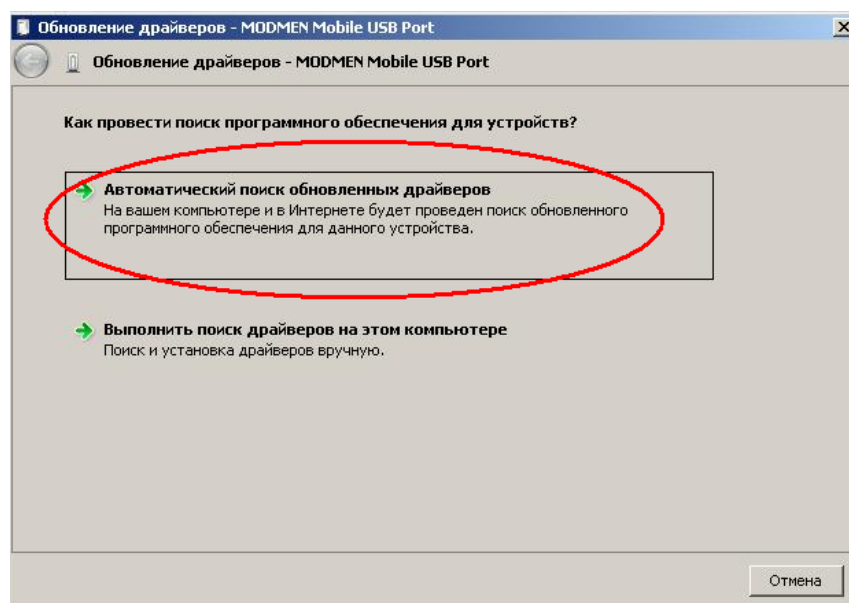 Обновление драйверов - MODMEN Mobile USB Port
Обновление драйверов - MODMEN Mobile USB Port
Как провести поиск программного обеспечения для устройств?
Автоматический поиск обновленных драйверов
На вашем компьютере и в Интернете будет проведен поиск обновленного
программного обеспечения для данного устройства.
Выполнить поиск драйверов на этом компьютере
Поиск и установка драйверов вручную.
Отмена